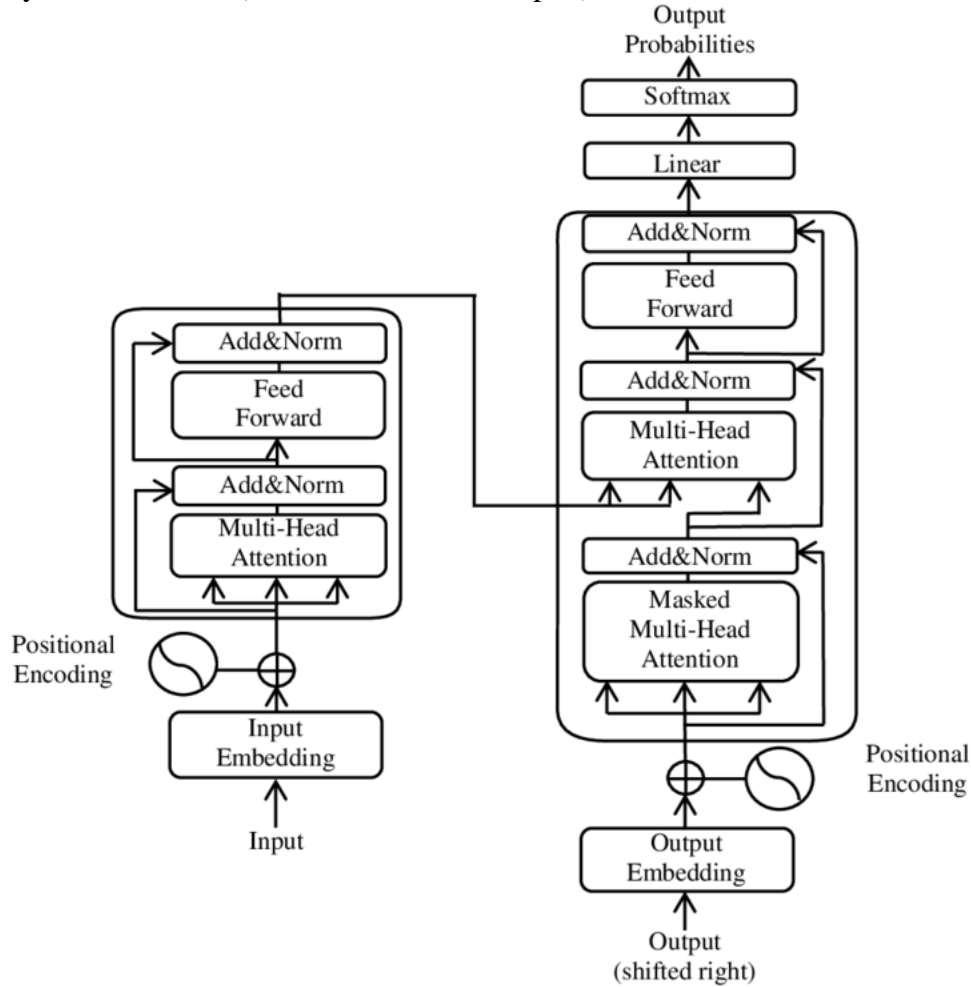 Output
Probabilities
Softmax
Linear
Add&Norm
Feed
Forward
Add&Norm
Multi-Head
Attention
Add&Norm
Masked
Multi-Head
Attention
Positional
Encoding
Output
Embedding
Output
(shifted right)
Add&Norm
Feed
Forward
Add&Norm
Multi-Head
Attention
Positional
Encoding
Input
Embedding
Input